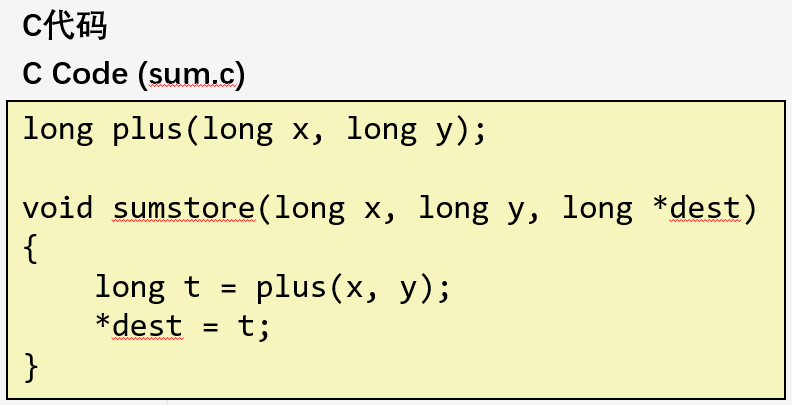 C代码
C Code (sum.c)
long plus(long x, long y);
void sumstore(long x, long y, long *dest)
{
    long t = plus(x, y);
    *dest = t;
}